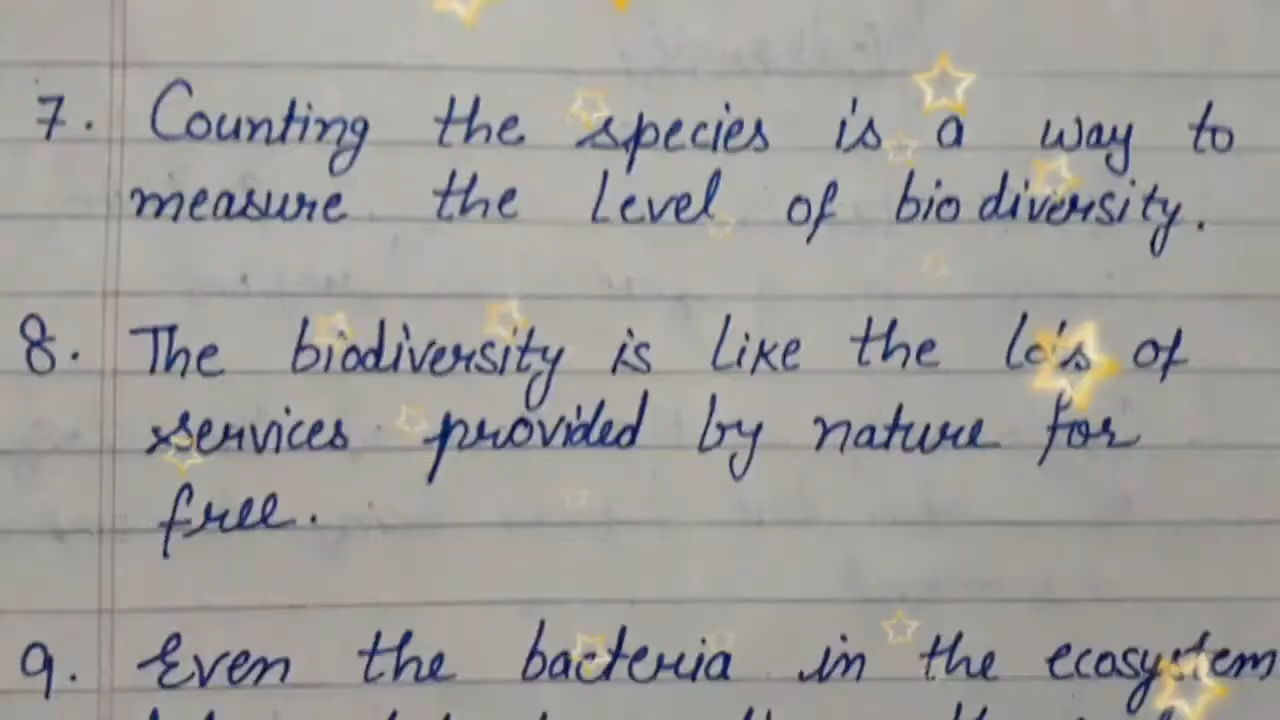 7. Counting the species is a way to
measure the level of biodiversity.
8. The biodiversity is like the of
services provided by nature for
free.
9. Even the bacteria in the ecosystem